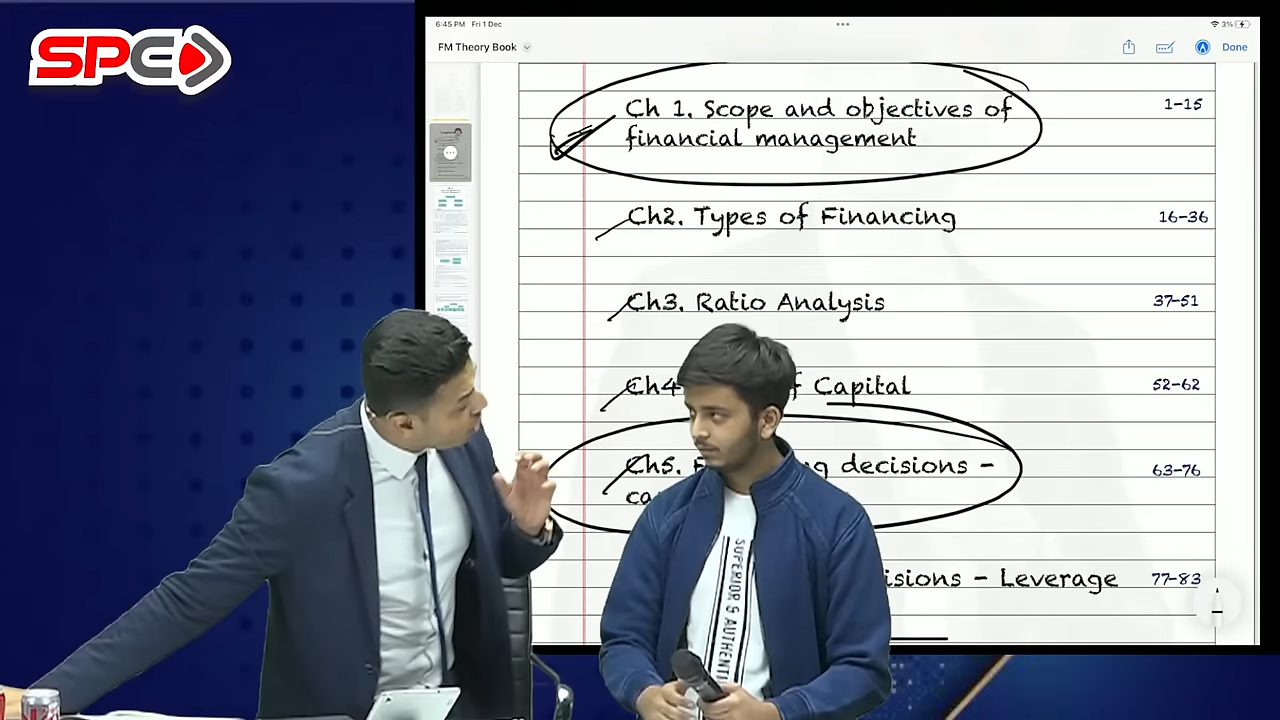 SPC
6:45 PM Fri 1 Dec
3%
FM Theory Book
Done
Ch 1. Scope and objectives of
financial management
1-15
Ch2. Types of Financing
16-36
Ch3. Ratio Analysis
37-51
Ch4 f Capital
52-62
Ch5. F g decisions -
ca
63-76
isions - Leverage
77-83
SUPERIOR & AUTHENTI